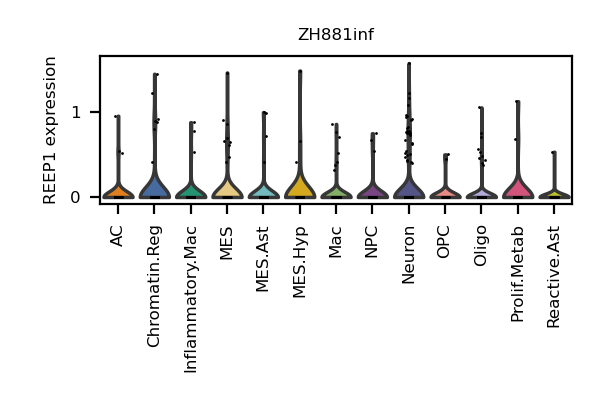 ZH881inf
REEP1 expression
1
0
AC
Chromatin.Reg
Inflammatory.Mac
MES
MES.Ast
MES.Hyp
Mac
NPC
Neuron
OPC
Oligo
Prolif.Metab
Reactive.Ast